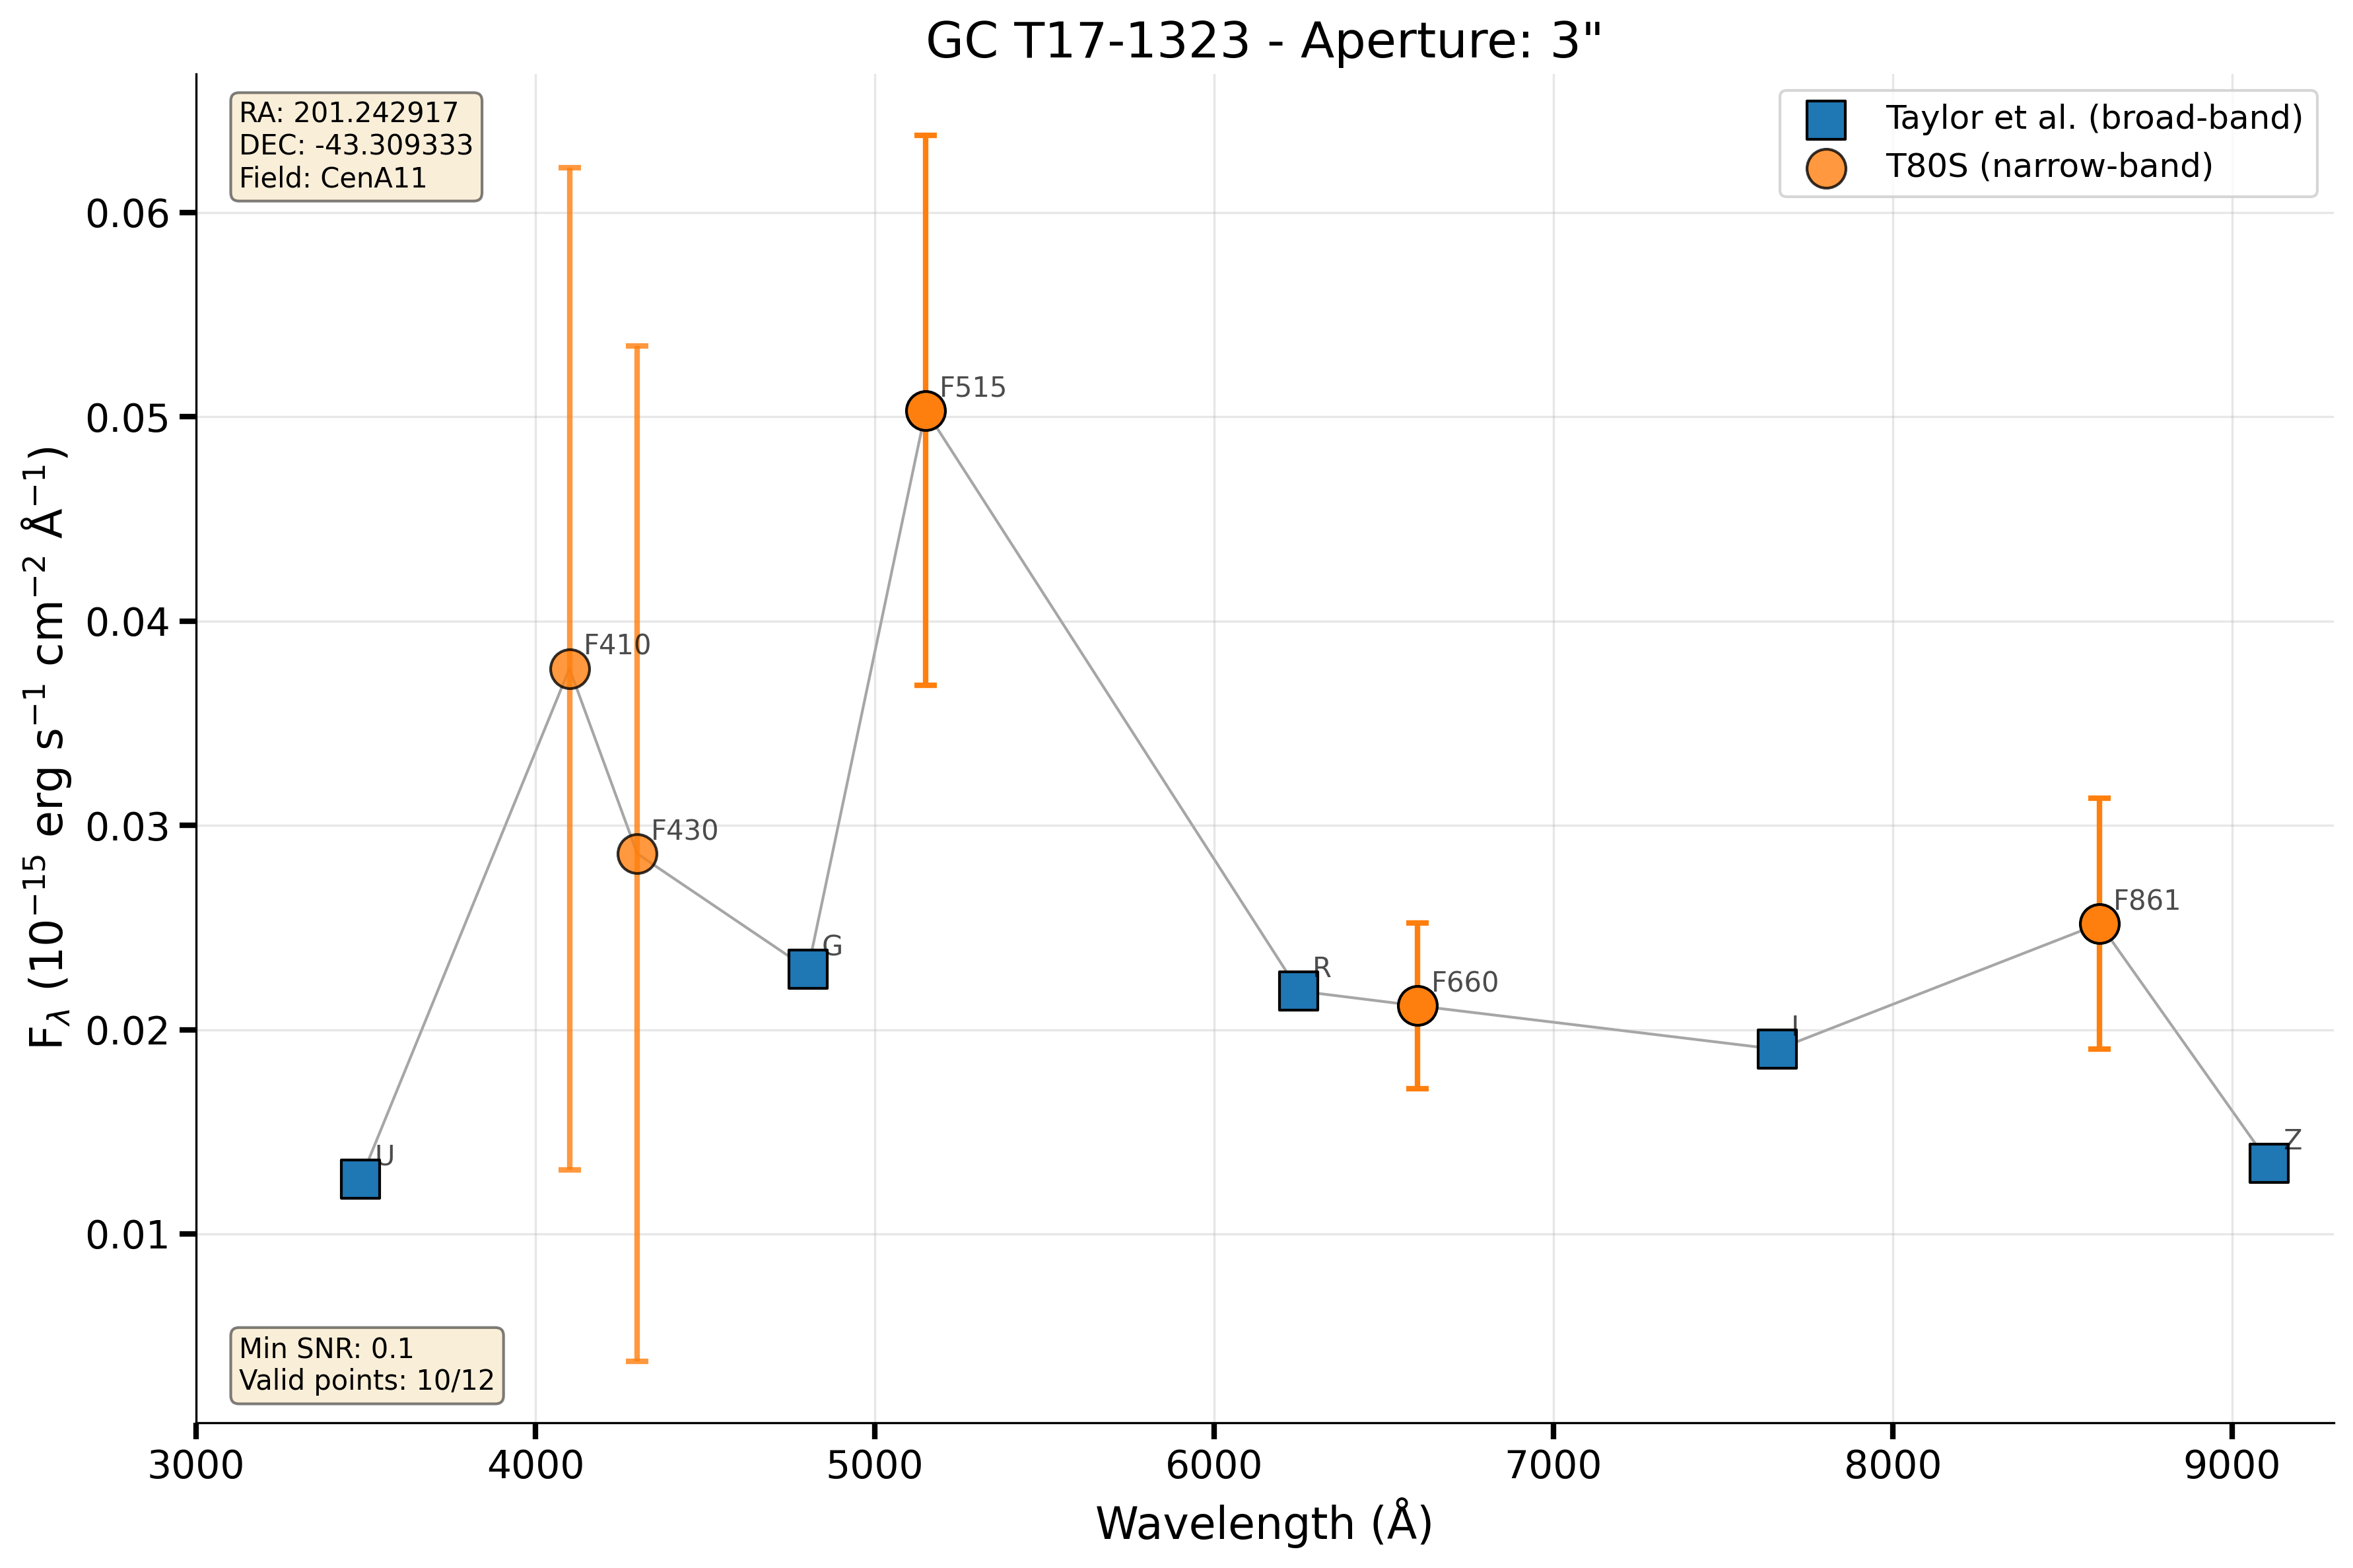 GC T17-1323 - Aperture: 3"
RA: 201.242917
DEC: -43.309333
Field: CenA11
Taylor et al. (broad-band)
T80S (narrow-band)
F_λ (10⁻¹⁵ erg s⁻¹ cm⁻² Å⁻¹)
0.06
0.05
0.04
0.03
0.02
0.01
U
F410
F430
G
F515
R
F660
I
F861
Z
Min SNR: 0.1
Valid points: 10/12
3000 4000 5000 6000 7000 8000 9000
Wavelength (Å)